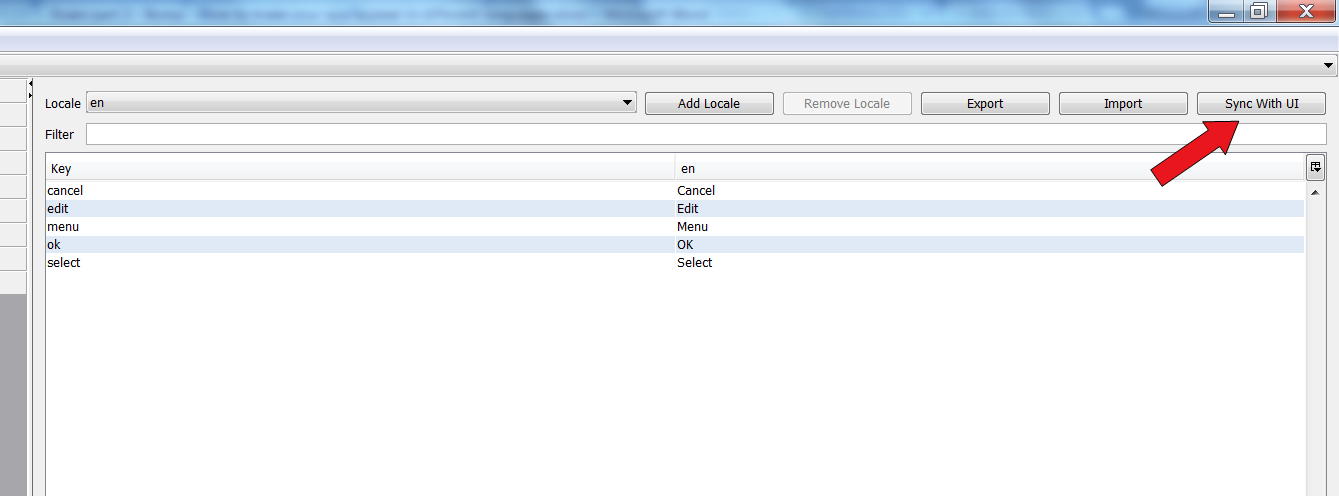 Locale en Add Locale Remove Locale Export Import Sync With UI
Filter
Key en
cancel Cancel
edit Edit
menu Menu
ok OK
select Select